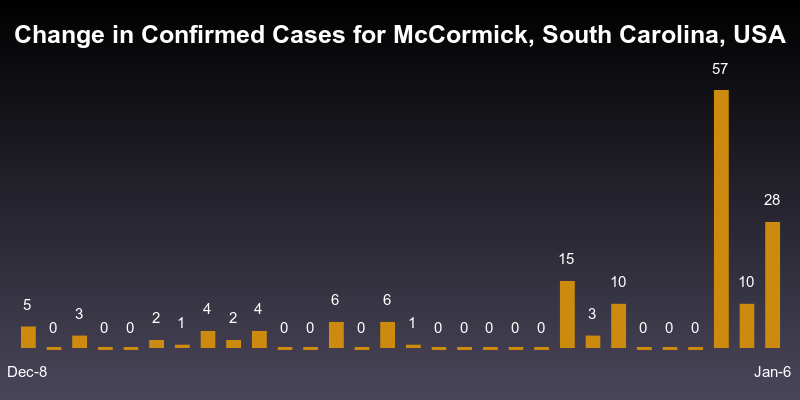 Change in Confirmed Cases for McCormick, South Carolina, USA
5 0 3 0 0 2 1 4 2 4 0 0 6 0 6 1 0 0 0 0 0 15 3 10 0 0 0 57 10 28
Dec-8 Jan-6